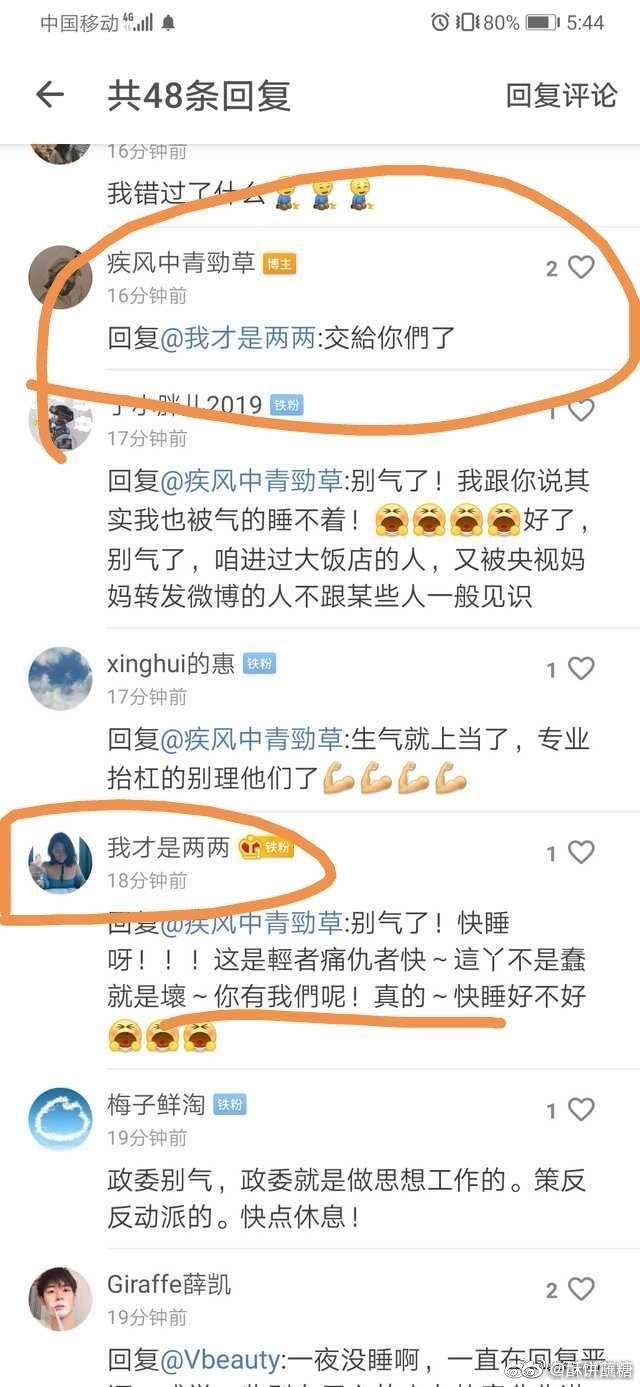 中国移动 4G 80% 5:44
共48条回复 回复评论
16分钟前
我错过了什么
疾风中青勁草 博主 2
16分钟前
回复@我才是两两:交給你們了
丁小胖儿2019 铁粉 1
17分钟前
回复@疾风中青勁草:别气了！我跟你说其
实我也被气的睡不着！好了，
别气了，咱进过大饭店的人，又被央视妈
妈转发微博的人不跟某些人一般见识
xinghui的惠 铁粉 1
17分钟前
回复@疾风中青勁草:生气就上当了，专业
抬杠的别理他们了
我才是两两 铁粉 1
18分钟前
回复@疾风中青勁草:别气了！快睡
呀！！！这是輕者痛仇者快～這丫不是蠢
就是壞～你有我們呢！真的～快睡好不好
梅子鲜淘 铁粉 1
19分钟前
政委别气，政委就是做思想工作的。策反
反动派的。快点休息！
Giraffe薛凯 2
19分钟前
回复@Vbeauty:一夜没睡啊，一直在回复恶